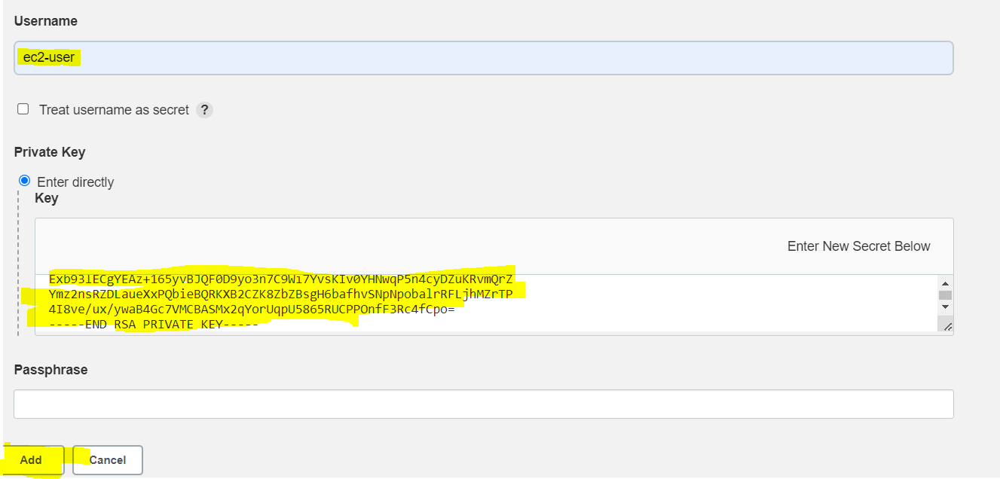 Username
ec2-user
Treat username as secret ?
Private Key
Enter directly
Key
Enter New Secret Below
Exb93lECgYEAz+165yvBJQF0D9yo3n7C9Wi7YvsKIv0YHNwqP5n4cyDZuKRvmQrZ
Ymz2nsRZDLaueXxPQbieBQRKXB2CZK8ZbZBsgH6bafhvSNpNpobalrRFLjhMZrTP
4I8ve/ux/ywaB4Gc7VMCBASMx2qYorUqpU5865RUCPPOnfF3Rc4fCpo=
-----END RSA PRIVATE KEY-----
Passphrase
Add Cancel